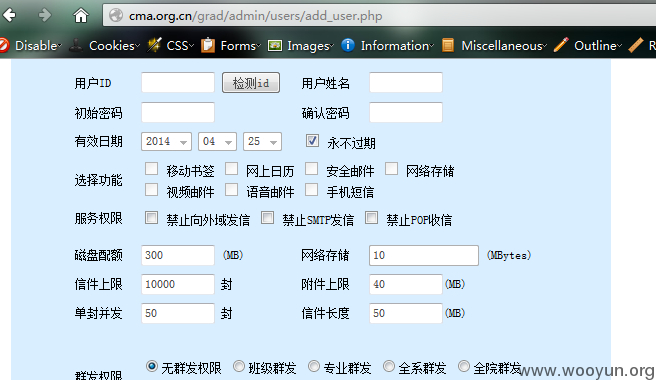 cma.org.cn/grad/admin/users/add_user.php
Disable Cookies CSS Forms Images Information Miscellaneous Outline R
用户ID 检测id 用户姓名
初始密码 确认密码
有效日期 2014 04 25 永不过期
选择功能 移动书签 网上日历 安全邮件 网络存储
视频邮件 语音邮件 手机短信
服务权限 禁止向外域发信 禁止SMTP发信 禁止POP收信
磁盘配额 300 (MB) 网络存储 10 (MBytes)
信件上限 10000 封 附件上限 40 (MB)
单封并发 50 封 信件长度 50 (MB)
群发权限 无群发权限 班级群发 专业群发 全系群发 全院群发
www.wooyun.org